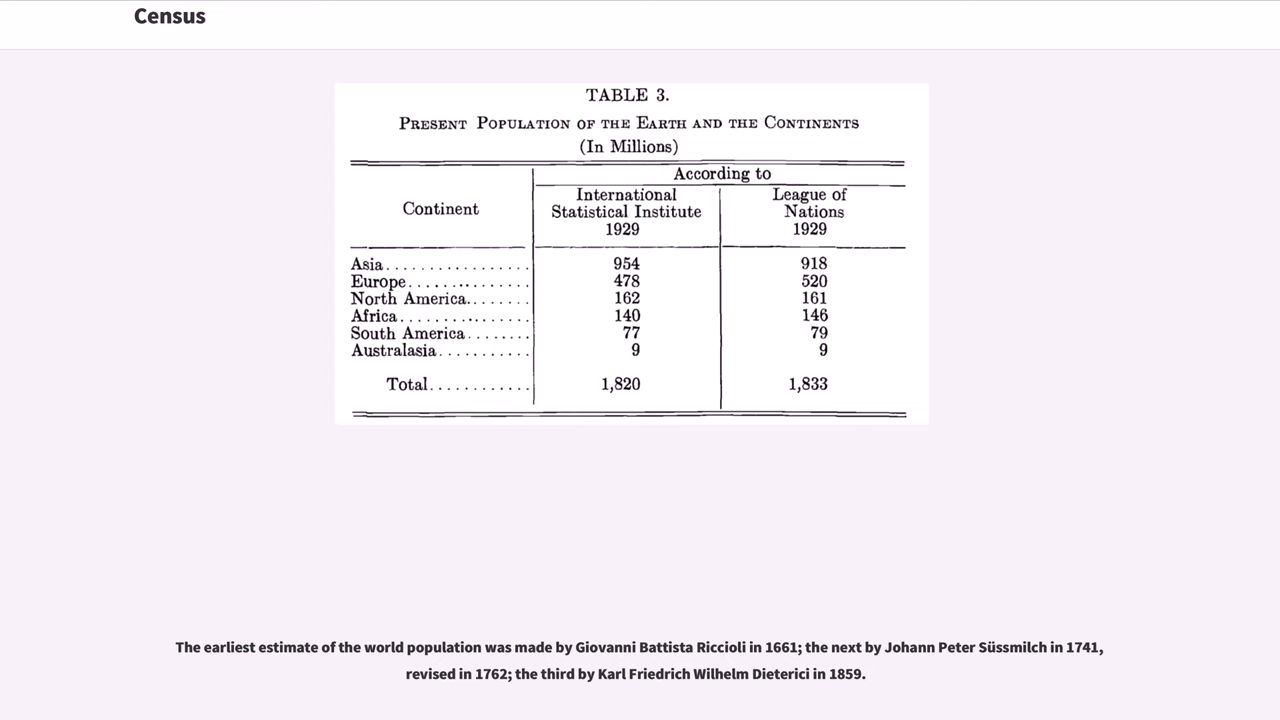 Census
TABLE 3.
PRESENT POPULATION OF THE EARTH AND THE CONTINENTS
(In Millions)
According to
Continent
International
Statistical Institute
1929
League of
Nations
1929
Asia................. 954 918
Europe.............. 478 520
North America........ 162 161
Africa............... 140 146
South America........ 77 79
Australasia........... 9 9
Total............ 1,820 1,833
The earliest estimate of the world population was made by Giovanni Battista Riccioli in 1661; the next by Johann Peter Süssmilch in 1741,
revised in 1762; the third by Karl Friedrich Wilhelm Dieterici in 1859.